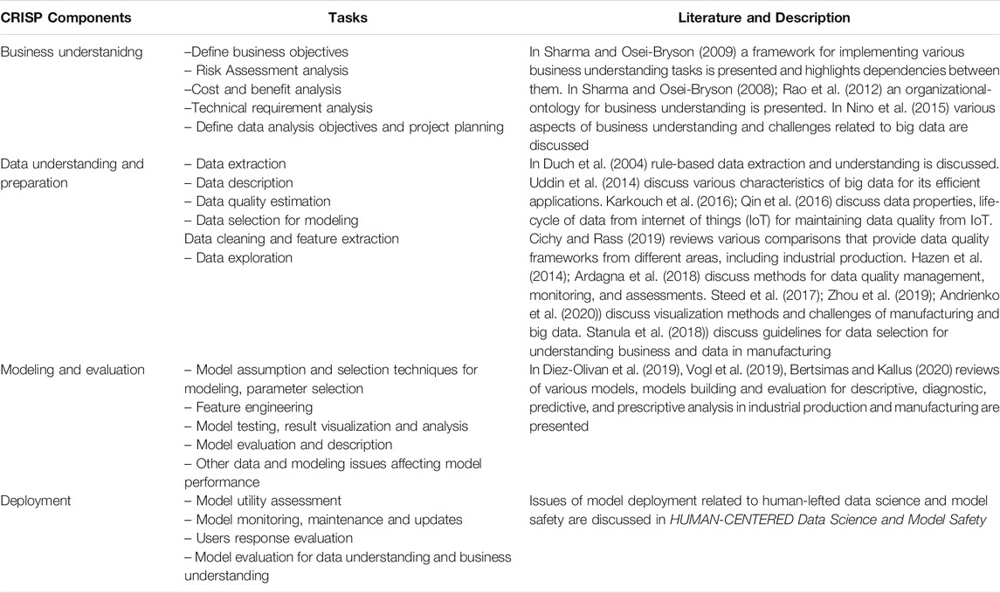 CRISP Components Tasks Literature and Description
Business understanidng
–Define business objectives
– Risk Assessment analysis
–Cost and benefit analysis
–Technical requirement analysis
– Define data analysis objectives and project planning
In Sharma and Osei-Bryson (2009) a framework for implementing various
business understanding tasks is presented and highlights dependencies between
them. In Sharma and Osei-Bryson (2008); Rao et al. (2012) an organizational-
ontology for business understanding is presented. In Nino et al. (2015) various
aspects of business understanding and challenges related to big data are
discussed
Data understanding and
preparation
– Data extraction
– Data description
– Data quality estimation
– Data selection for modeling
Data cleaning and feature extraction
– Data exploration
In Duch et al. (2004) rule-based data extraction and understanding is discussed.
Uddin et al. (2014) discuss various characteristics of big data for its efficient
applications. Karkouch et al. (2016); Qin et al. (2016) discuss data properties, life-
cycle of data from internet of things (IoT) for maintaining data quality from IoT.
Cichy and Rass (2019) reviews various comparisons that provide data quality
frameworks from different areas, including industrial production. Hazen et al.
(2014); Ardagna et al. (2018) discuss methods for data quality management,
monitoring, and assessments. Steed et al. (2017); Zhou et al. (2019); Andrienko
et al. (2020)) discuss visualization methods and challenges of manufacturing and
big data. Stanula et al. (2018)) discuss guidelines for data selection for
understanding business and data in manufacturing
Modeling and evaluation
– Model assumption and selection techniques for
modeling, parameter selection
– Feature engineering
– Model testing, result visualization and analysis
– Model evaluation and description
– Other data and modeling issues affecting model
performance
In Diez-Olivan et al. (2019), Vogl et al. (2019), Bertsimas and Kallus (2020) reviews
of various models, models building and evaluation for descriptive, diagnostic,
predictive, and prescriptive analysis in industrial production and manufacturing are
presented
Deployment
– Model utility assessment
– Model monitoring, maintenance and updates
– Users response evaluation
– Model evaluation for data understanding and business
understanding
Issues of model deployment related to human-lefted data science and model
safety are discussed in HUMAN-CENTERED Data Science and Model Safety